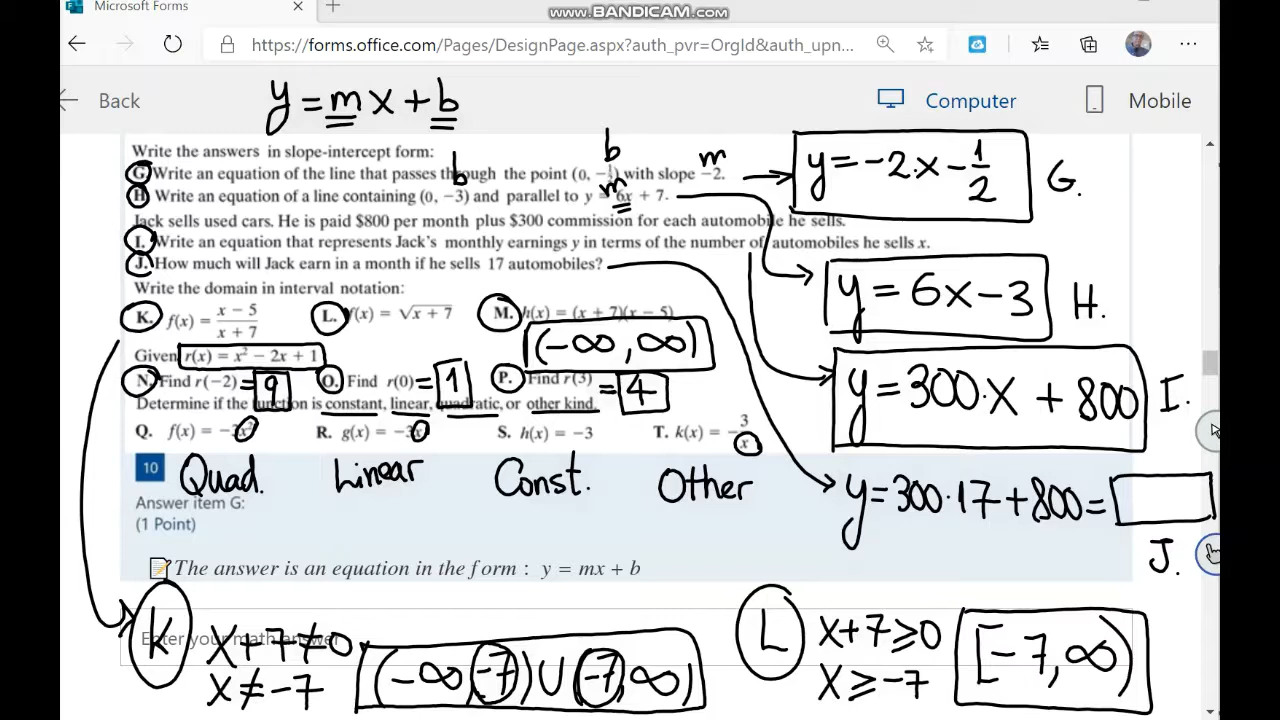 Microsoft Forms
www.BANDICAM.com
https://forms.office.com/Pages/DesignPage.aspx?auth_pvr=OrgId&auth_upn...
Back
y = mx + b
Computer
Mobile
Write the answers in slope-intercept form:
b
b
m
m
G. Write an equation of the line that passes through the point (0, -1/2) with slope -2.
y = -2·x - 1/2
G.
H. Write an equation of a line containing (0, -3) and parallel to y = 6x + 7.
Jack sells used cars. He is paid $800 per month plus $300 commission for each automobile he sells.
I. Write an equation that represents Jack's monthly earnings y in terms of the number of automobiles he sells x.
J. How much will Jack earn in a month if he sells 17 automobiles?
y = 6x - 3
H.
Write the domain in interval notation:
K. f(x) = (x - 5)/(x + 7) L. f(x) = √x + 7 M. h(x) = (x + 7)(x - 5)
(-∞, ∞)
Given r(x) = x² - 2x + 1
N. Find r(-2) = 9 O. Find r(0) = 1 P. Find r(3) = 4
y = 300·x + 800
I.
Determine if the function is constant, linear, quadratic, or other kind.
Q. f(x) = -3x² R. g(x) = -3x S. h(x) = -3 T. k(x) = -3/x
Quad. Linear Const. Other
10
Answer item G:
(1 Point)
y = 300·17 + 800 =
J.
The answer is an equation in the form : y = mx + b
Enter your math answer
K
x + 7 ≠ 0
x ≠ -7
(-∞, -7) ∪ (-7, ∞)
L
x + 7 ≥ 0
x ≥ -7
[-7, ∞)